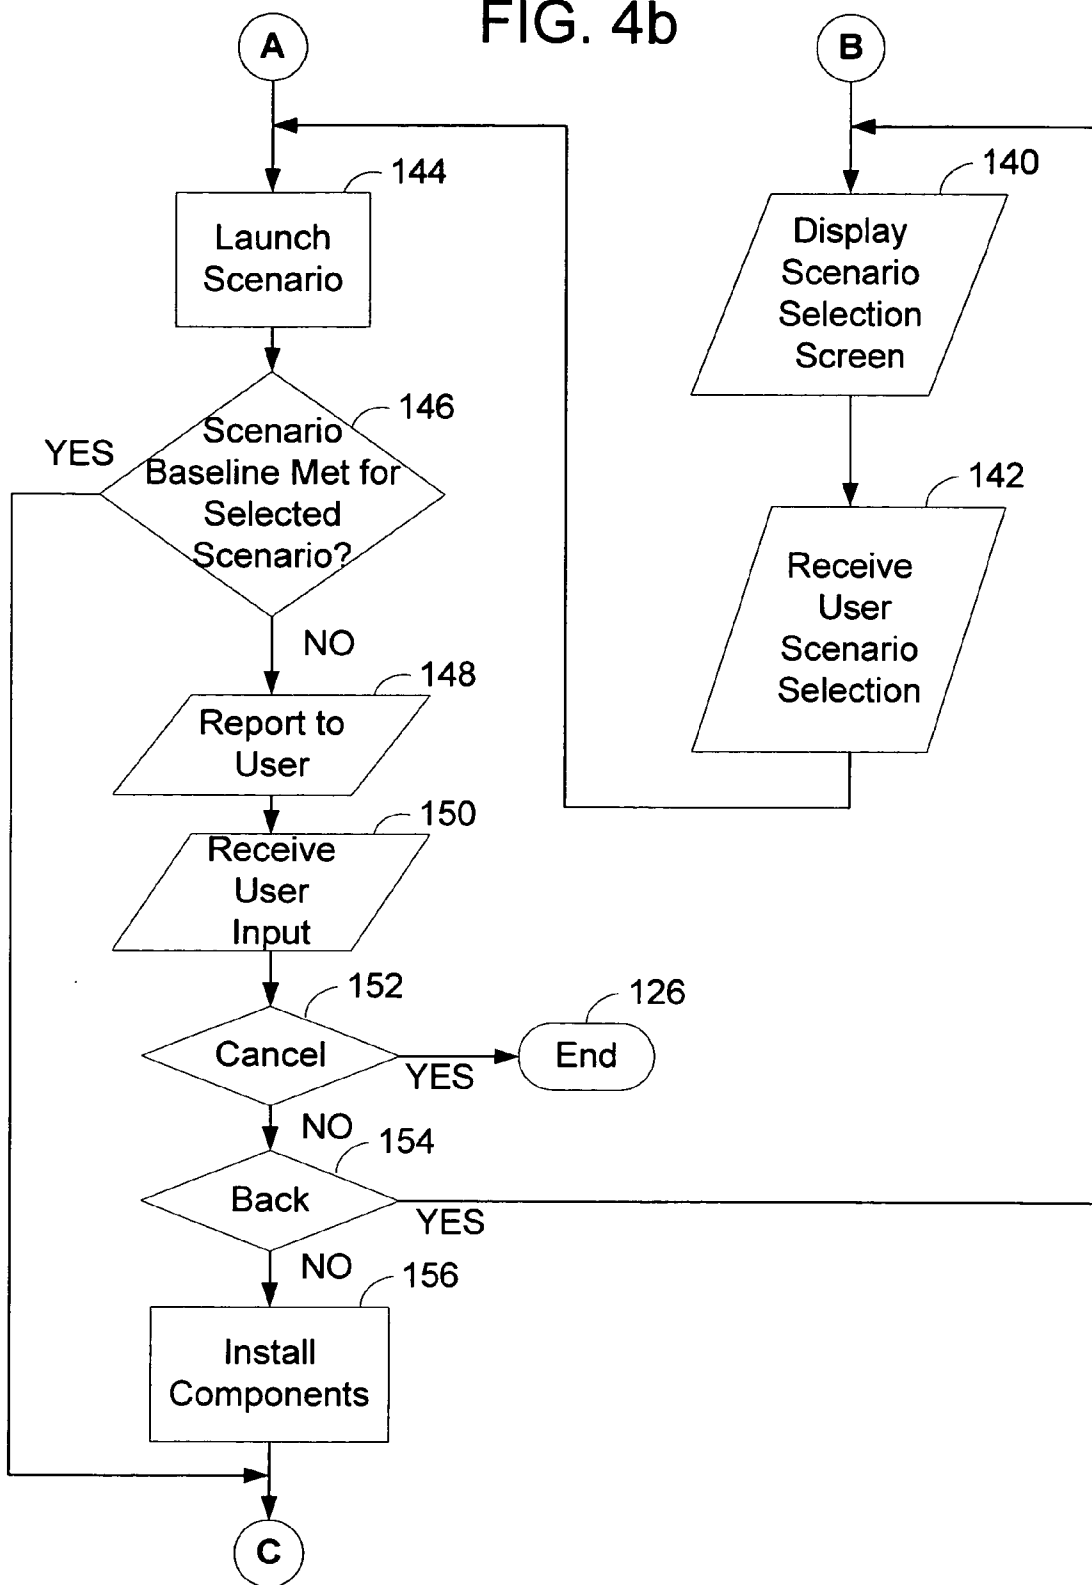 FIG. 4b
A
B
144
Launch
Scenario
140
Display
Scenario
Selection
Screen
146
Scenario
Baseline Met for
Selected
Scenario?
YES
NO
142
Receive
User
Scenario
Selection
148
Report to
User
150
Receive
User
Input
152
Cancel
YES
126
End
NO
154
Back
YES
NO
156
Install
Components
C